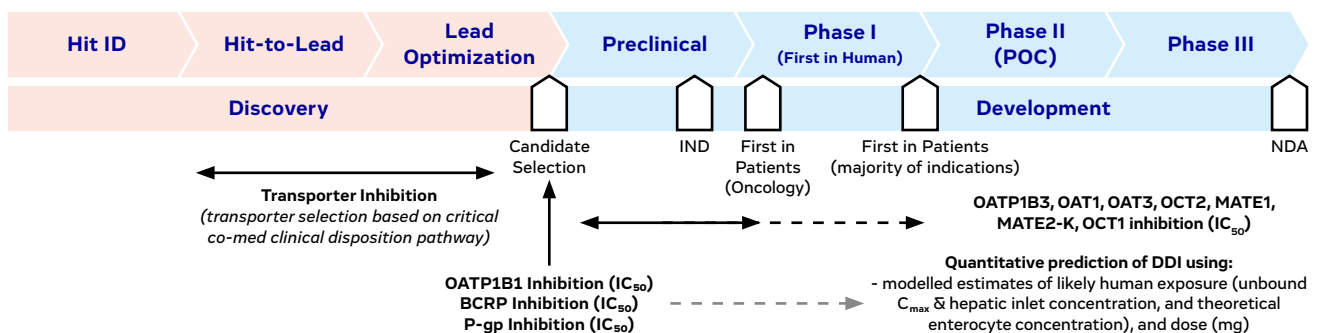 Hit ID
Hit-to-Lead
Lead
Optimization
Preclinical
Phase I
(First in Human)
Phase II
(POC)
Phase III
Discovery
Development
Candidate
Selection
IND
First in
Patients
(Oncology)
First in Patients
(majority of indications)
NDA
Transporter Inhibition
(transporter selection based on critical
co-med clinical disposition pathway)
OATP1B3, OAT1, OAT3, OCT2, MATE1,
MATE2-K, OCT1 inhibition (IC50)
OATP1B1 Inhibition (IC50)
BCRP Inhibition (IC50)
P-gp Inhibition (IC50)
Quantitative prediction of DDI using:
- modelled estimates of likely human exposure (unbound
Cmax & hepatic inlet concentration, and theoretical
enterocyte concentration), and dose (mg)